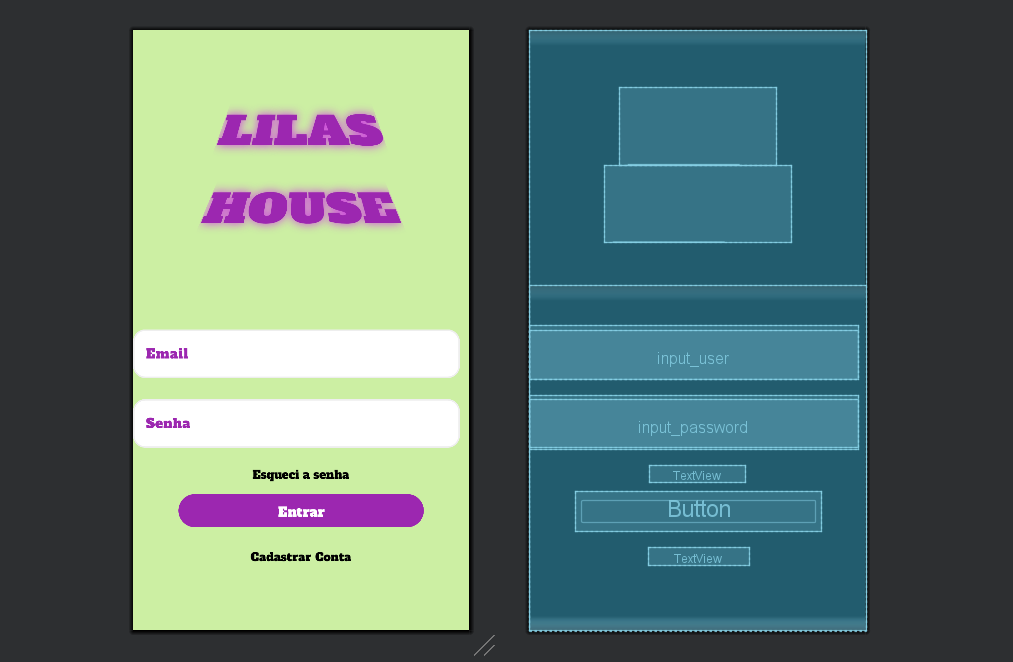 LILAS
HOUSE
Email
Senha
Esqueci a senha
Entrar
Cadastrar Conta
input_user
input_password
TextView
Button
TextView